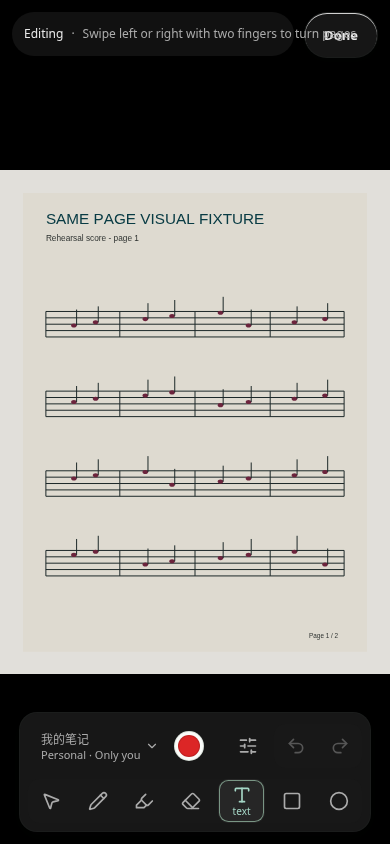 Editing · Swipe left or right with two fingers to turn pages
Done
SAME PAGE VISUAL FIXTURE
Rehearsal score - page 1
Page 1 / 2
我的笔记
Personal · Only you
text